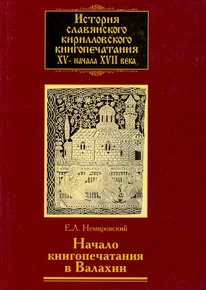 История
славянского
кирилловского
книгопечатания
XV- начала XVII века
Е.Л. Немировский
Начало
книгопечатания
в Валахии